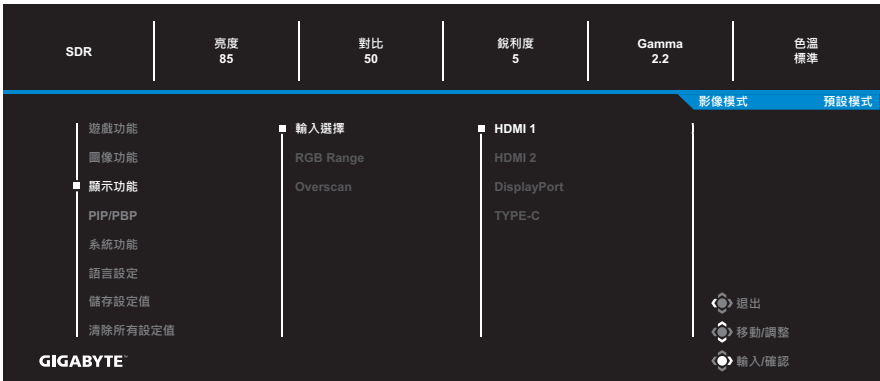 SDR
亮度
85
對比
50
銳利度
5
Gamma
2.2
色溫
標準
影像模式 預設模式
遊戲功能
圖像功能
顯示功能
PIP/PBP
系統功能
語言設定
儲存設定值
清除所有設定值
輸入選擇
RGB Range
Overscan
HDMI 1
HDMI 2
DisplayPort
TYPE-C
退出
移動/調整
輸入/確認
GIGABYTE™